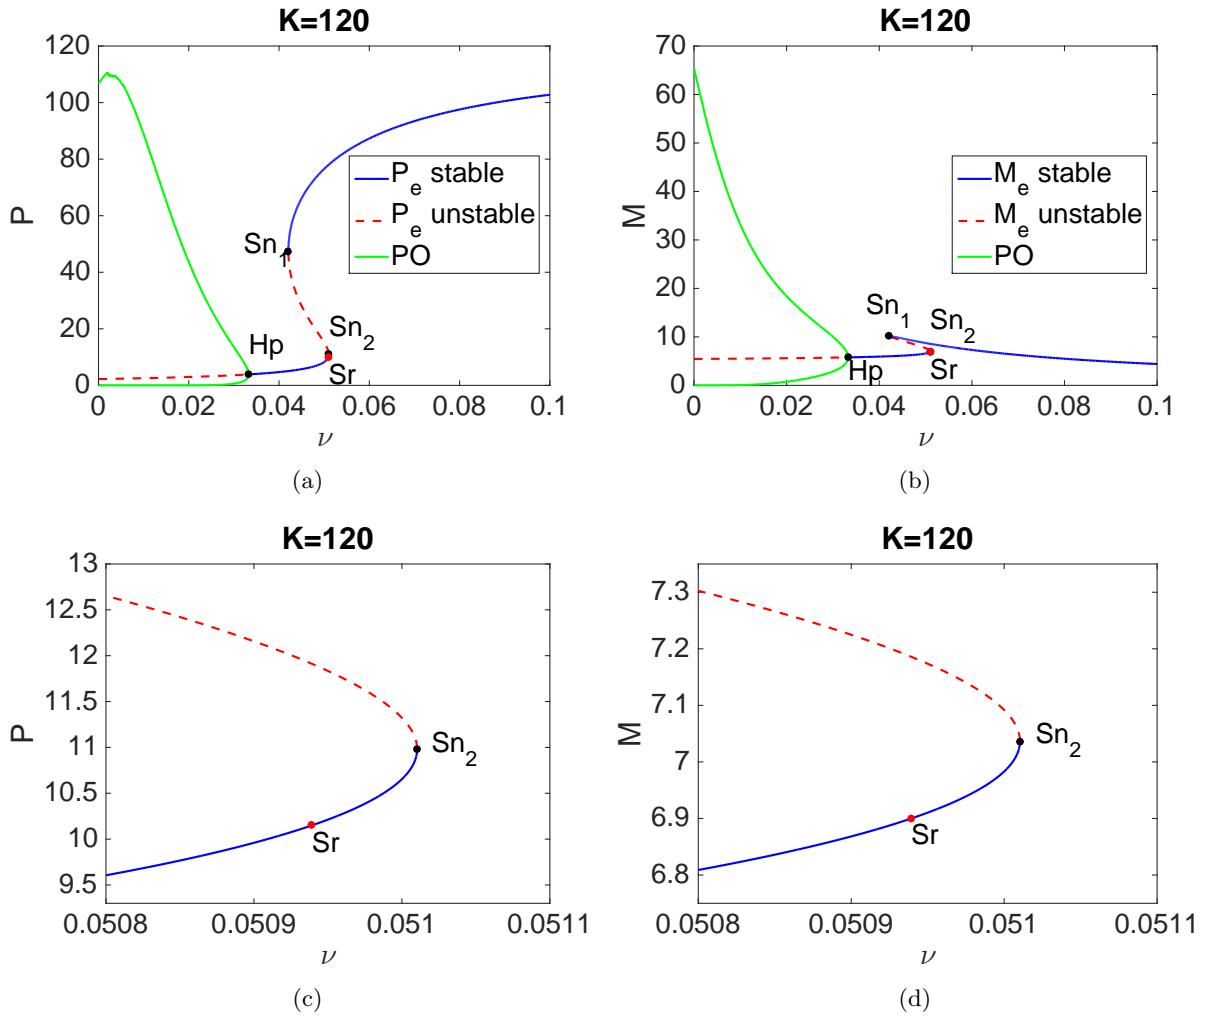 K=120
P
120
100
80
60
40
20
0
Sn1
Hp
Sn2
Sr
Pe stable
Pe unstable
PO
0 0.02 0.04 0.06 0.08 0.1
ν
(a)
K=120
M
70
60
50
40
30
20
10
0
Sn1
Sn2
Hp
Sr
Me stable
Me unstable
PO
0 0.02 0.04 0.06 0.08 0.1
ν
(b)
K=120
P
13
12.5
12
11.5
11
10.5
10
9.5
Sn2
Sr
0.0508 0.0509 0.051 0.0511
ν
(c)
K=120
M
7.3
7.2
7.1
7
6.9
6.8
Sn2
Sr
0.0508 0.0509 0.051 0.0511
ν
(d)